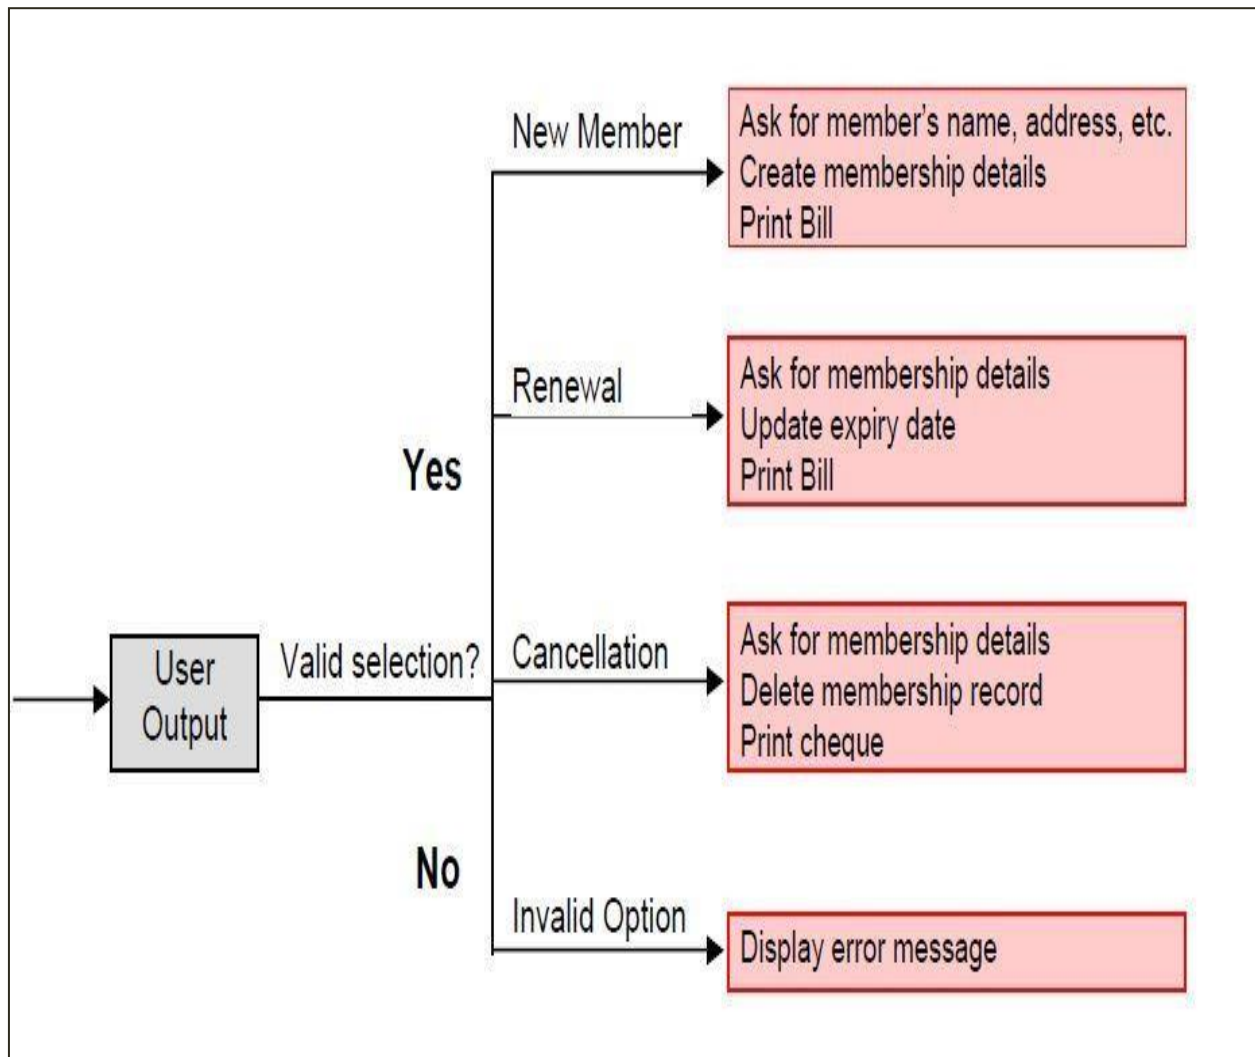 New Member
Ask for member's name, address, etc.
Create membership details
Print Bill
Renewal
Ask for membership details
Update expiry date
Print Bill
Yes
User
Output
Valid selection?
Cancellation
Ask for membership details
Delete membership record
Print cheque
No
Invalid Option
Display error message